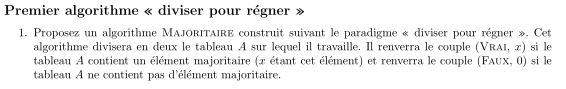 Premier algorithme « diviser pour régner »
1. Proposez un algorithme MAJORITAIRE construit suivant le paradigme « diviser pour régner ». Cet
algorithme divisera en deux le tableau A sur lequel il travaille. Il renverra le couple (VRAI, x) si le
tableau A contient un élément majoritaire (x étant cet élément) et renverra le couple (FAUX, 0) si le
tableau A ne contient pas d'élément majoritaire.